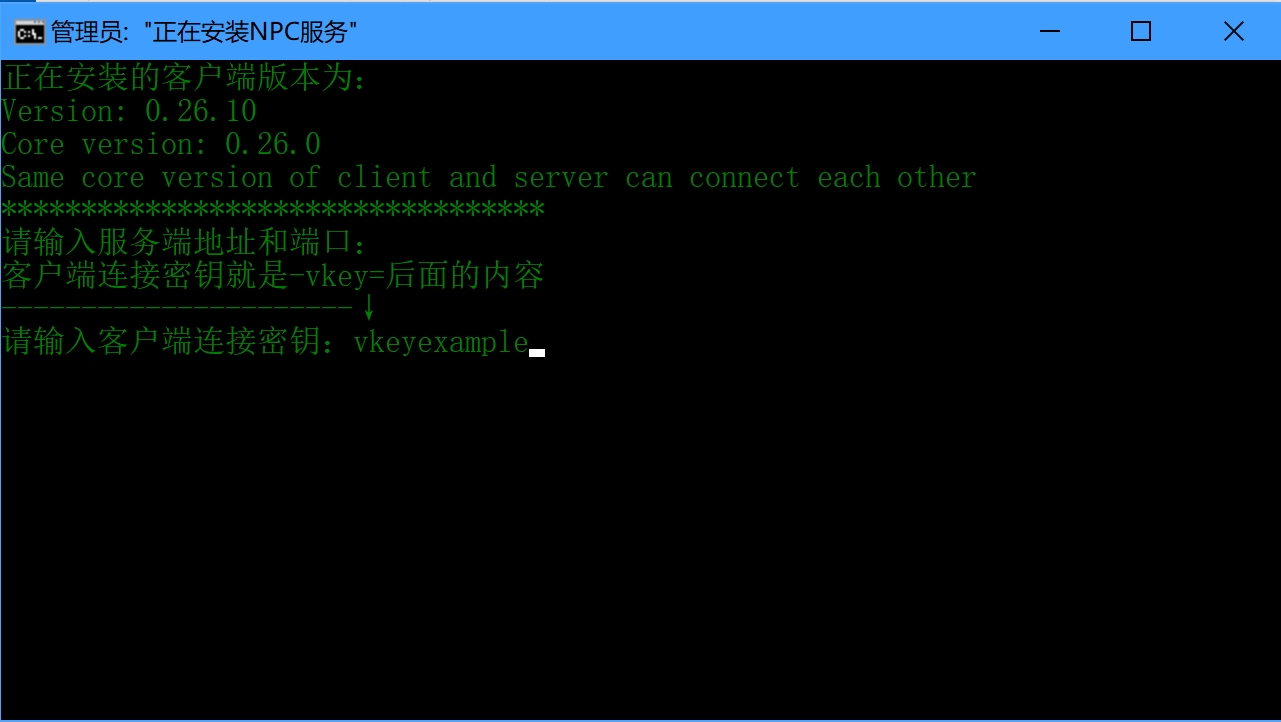 管理员: "正在安装NPC服务"
正在安装的客户端版本为：
Version: 0.26.10
Core version: 0.26.0
Same core version of client and server can connect each other
**********************************
请输入服务端地址和端口：
客户端连接密钥就是-vkey=后面的内容
----------------------↓
请输入客户端连接密钥：vkeyexample